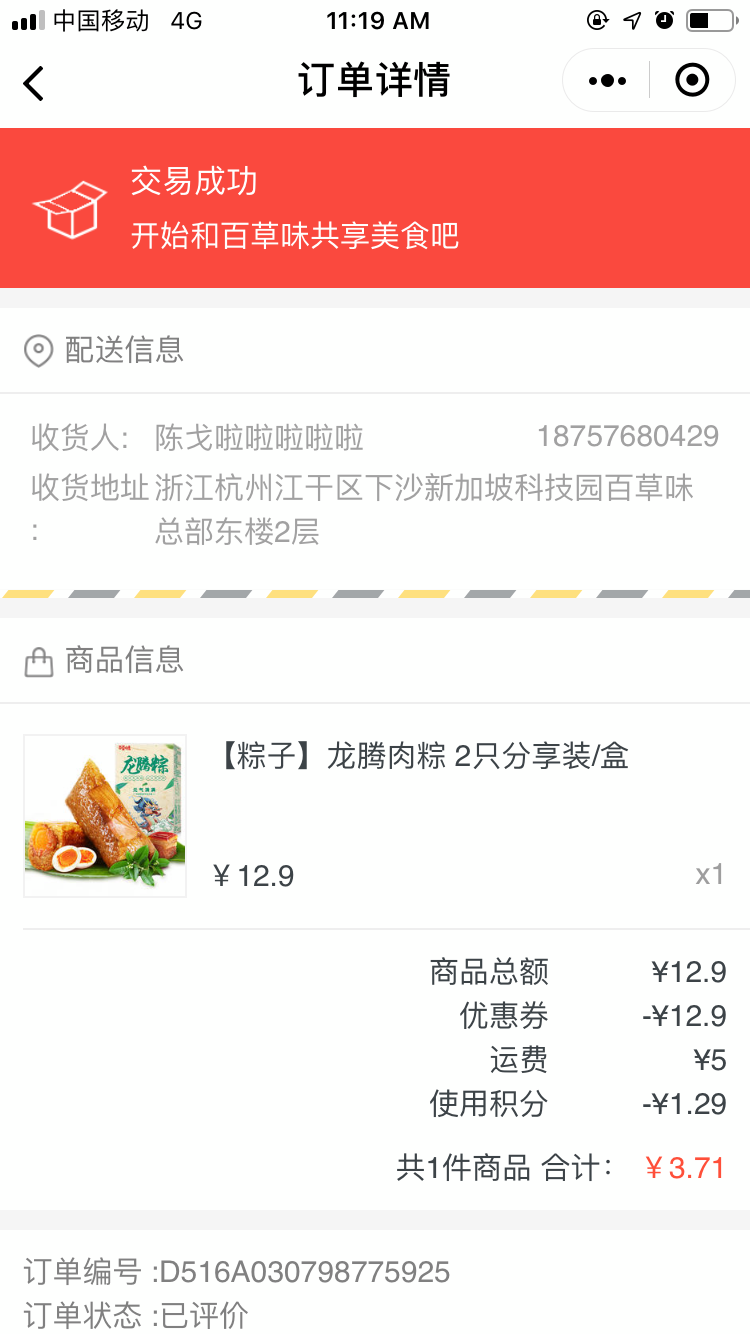 中国移动 4G 11:19 AM
订单详情
交易成功
开始和百草味共享美食吧
配送信息
收货人: 陈戈啦啦啦啦啦 18757680429
收货地址 浙江杭州江干区下沙新加坡科技园百草味
: 总部东楼2层
商品信息
龙腾粽
【粽子】龙腾肉粽 2只分享装/盒
¥ 12.9 x1
商品总额 ¥12.9
优惠券 -¥12.9
运费 ¥5
使用积分 -¥1.29
共1件商品 合计: ¥ 3.71
订单编号 :D516A030798775925
订单状态 :已评价